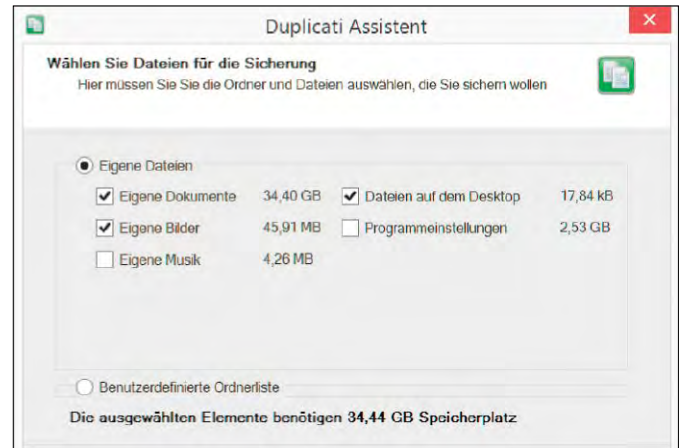 Duplicati Assistent
Wählen Sie Dateien für die Sicherung
Hier müssen Sie Sie die Ordner und Dateien auswählen, die Sie sichern wollen
Eigene Dateien
Eigene Dokumente 34,40 GB Dateien auf dem Desktop 17,84 kB
Eigene Bilder 45,91 MB Programmeinstellungen 2,53 GB
Eigene Musik 4,26 MB
Benutzerdefinierte Ordnerliste
Die ausgewählten Elemente benötigen 34,44 GB Speicherplatz